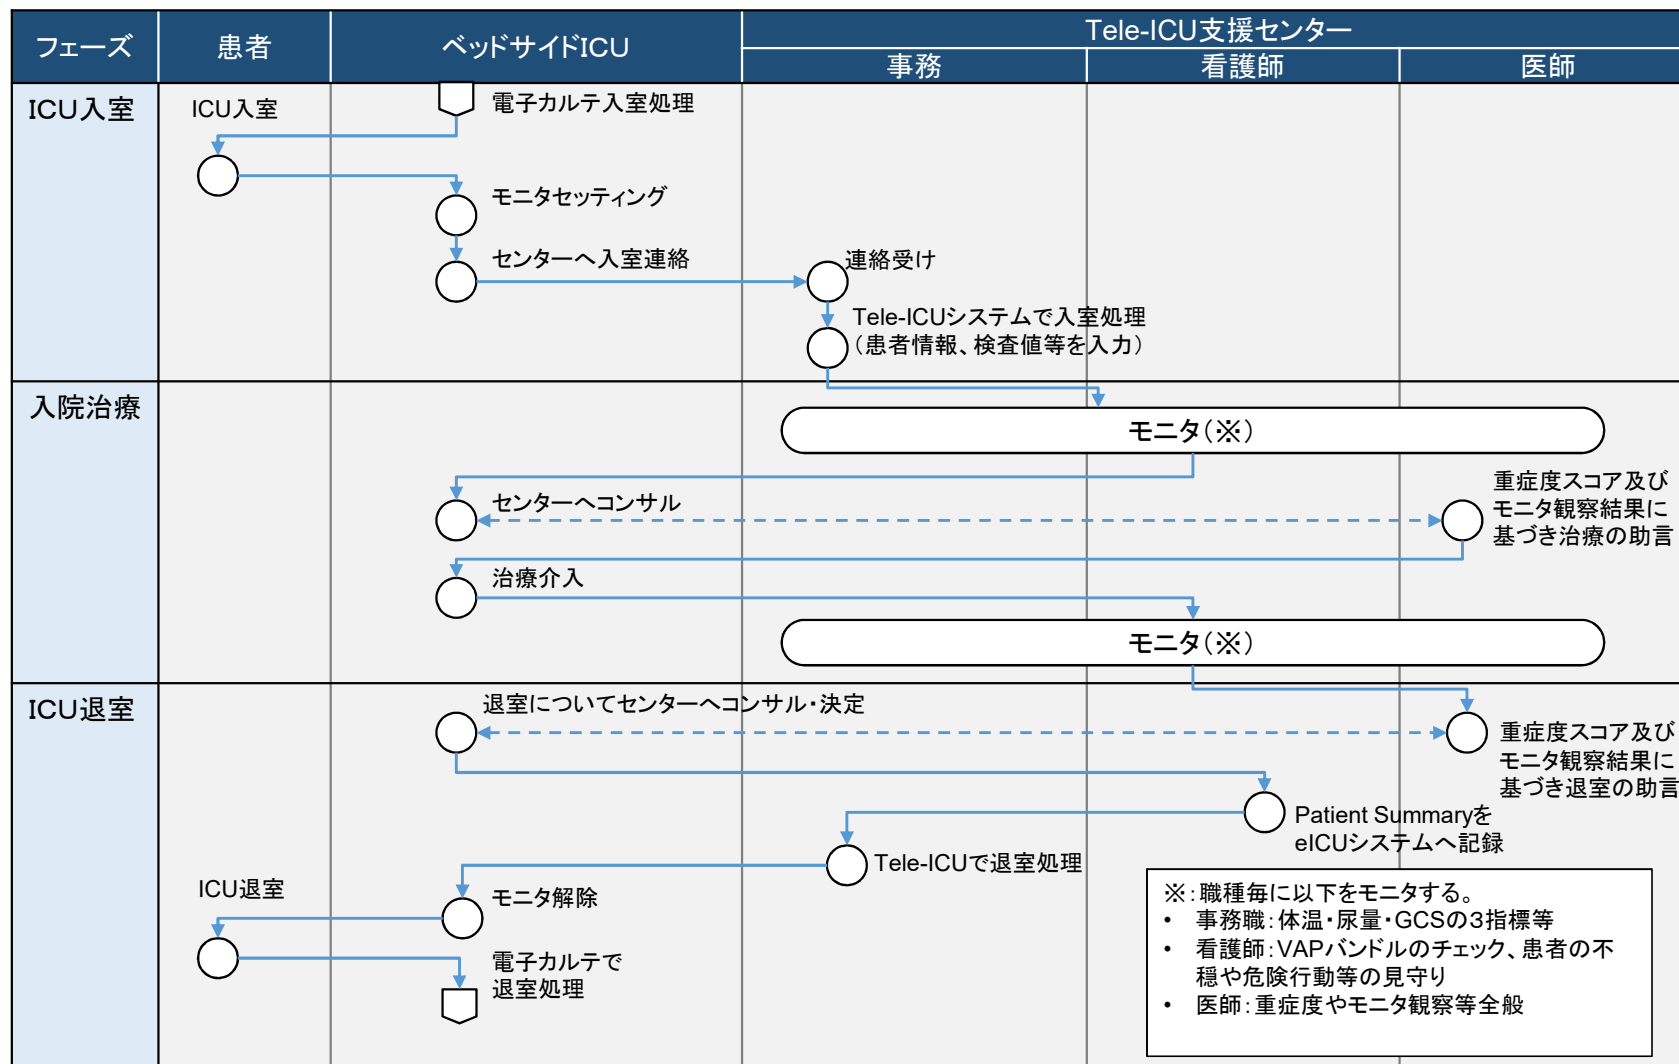 フェーズ
患者
ベッドサイドICU
Tele-ICU支援センター
事務
看護師
医師
ICU入室
ICU入室
電子カルテ入室処理
モニタセッティング
センターへ入室連絡
連絡受け
Tele-ICUシステムで入室処理
（患者情報、検査値等を入力）
入院治療
モニタ（※）
センターへコンサル
重症度スコア及び
モニタ観察結果に
基づき治療の助言
治療介入
モニタ（※）
ICU退室
退室についてセンターへコンサル・決定
重症度スコア及び
モニタ観察結果に
基づき退室の助言
Patient Summaryを
eICUシステムへ記録
Tele-ICUで退室処理
モニタ解除
ICU退室
電子カルテで
退室処理
※：職種毎に以下をモニタする。
• 事務職：体温・尿量・GCSの3指標等
• 看護師：VAPバンドルのチェック、患者の不
穏や危険行動等の見守り
• 医師：重症度やモニタ観察等全般